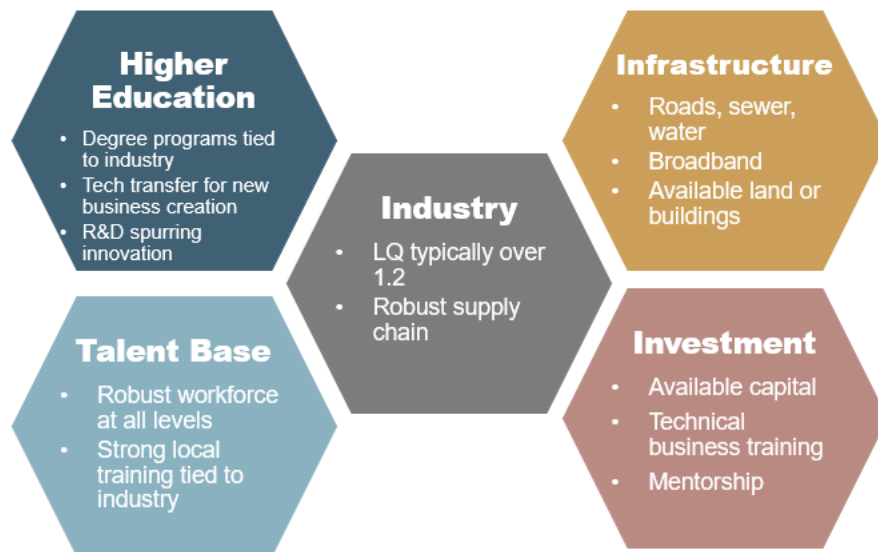 Higher
Education
• Degree programs tied
to industry
• Tech transfer for new
business creation
• R&D spurring
innovation
Talent Base
• Robust workforce
at all levels
• Strong local
training tied to
industry
Industry
• LQ typically over
1.2
• Robust supply
chain
Infrastructure
• Roads, sewer,
water
• Broadband
• Available land or
buildings
Investment
• Available capital
• Technical
business training
• Mentorship